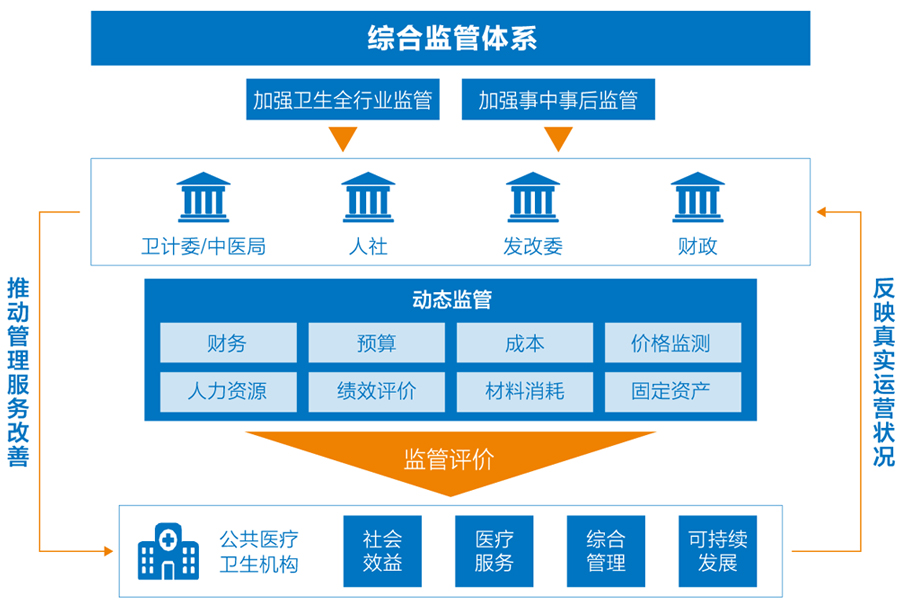 综合监管体系
加强卫生全行业监管
加强事中事后监管
卫计委/中医局
人社
发改委
财政
动态监管
财务
预算
成本
价格监测
人力资源
绩效评价
材料消耗
固定资产
监管评价
推动管理服务改善
反映真实运营状况
公共医疗
卫生机构
社会
效益
医疗
服务
综合
管理
可持续
发展